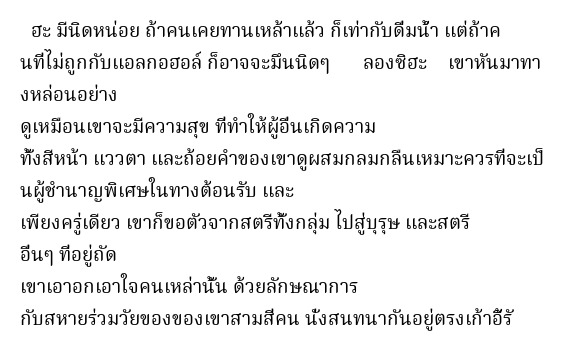 ฮะ มีนิดหน่อย ถ้าคนเคยทานเหล้าแล้ว ก็เท่ากับดื่มน้ำ แต่ถ้าค
นที่ไม่ถูกกับแอลกอฮอล์ ก็อาจจะมึนนิดๆ ลองซิฮะ เขาหันมาทา
งหล่อนอย่าง
ดูเหมือนเขาจะมีความสุข ที่ทำให้ผู้อื่นเกิดความ
ทั้งสีหน้า แววตา และถ้อยคำของเขาดูผสมกลมกลืนเหมาะควรที่จะเป็
นผู้ชำนาญพิเศษในทางต้อนรับ และ
เพียงครู่เดียว เขาก็ขอตัวจากสตรีทั้งกลุ่ม ไปสู่บุรุษ และสตรี
อื่นๆ ที่อยู่ถัด
เขาเอาอกเอาใจคนเหล่านั้น ด้วยลักษณาการ
กับสหายร่วมวัยของของเขาสามสี่คน นั่งสนทนากันอยู่ตรงเก้าอี้รั